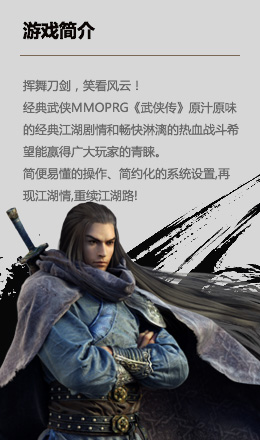 游戏简介
挥舞刀剑，笑看风云！
经典武侠MMOPRG《武侠传》原汁原味
的经典江湖剧情和畅快淋漓的热血战斗希
望能赢得广大玩家的青睐。
简便易懂的操作、简约化的系统设置,再
现江湖情,重续江湖路!